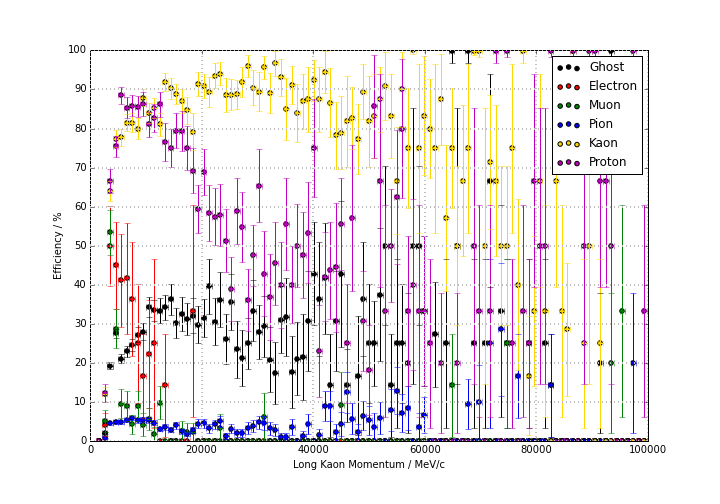 100
90
80
70
60
50
40
30
20
10
0
Efficiency / %
0
20000
40000
60000
80000
100000
Long Kaon Momentum / MeV/c
Ghost
Electron
Muon
Pion
Kaon
Proton